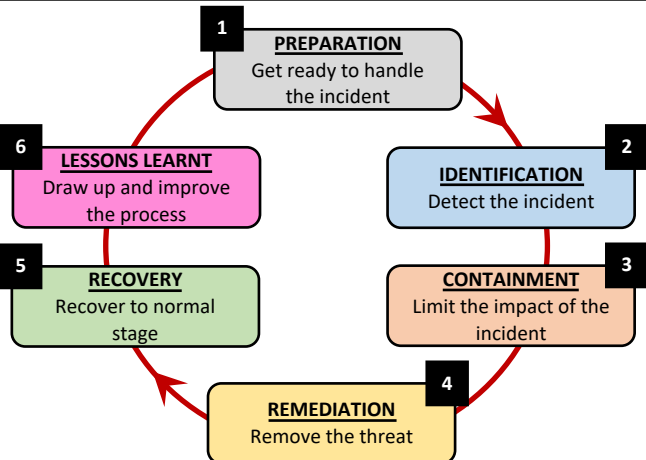 1
PREPARATION
Get ready to handle
the incident
2
IDENTIFICATION
Detect the incident
3
CONTAINMENT
Limit the impact of the
incident
4
REMEDIATION
Remove the threat
5
RECOVERY
Recover to normal
stage
6
LESSONS LEARNT
Draw up and improve
the process